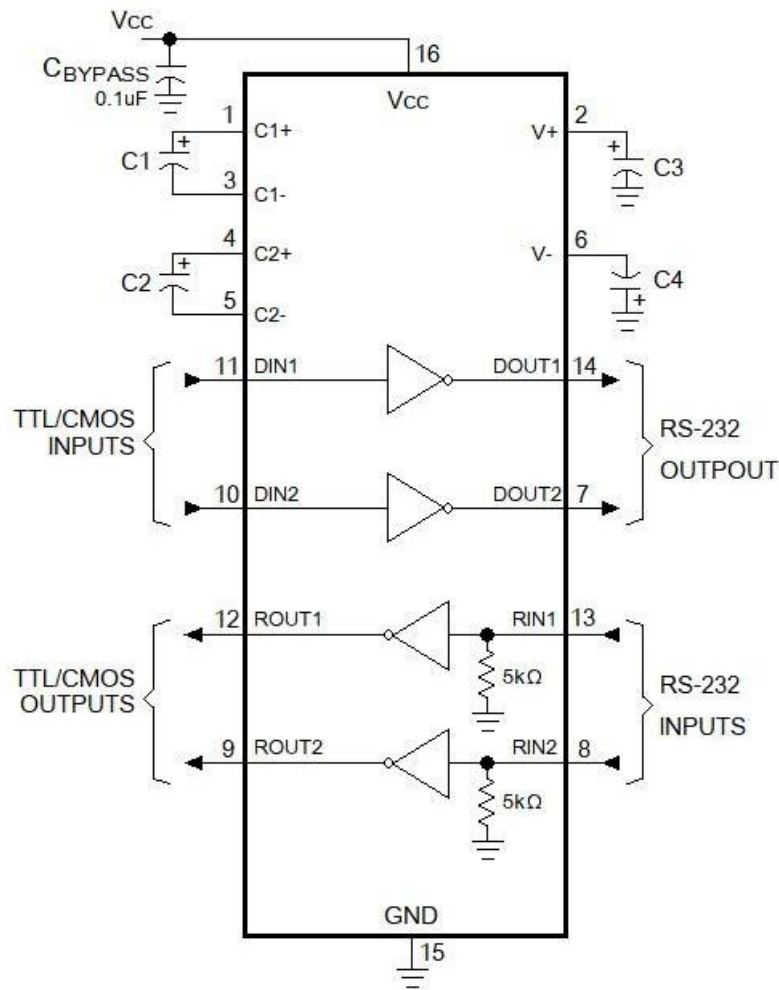 Vcc
CBYPASS
0.1uF
16
Vcc
1
C1+
C1
3
C1-
4
C2+
C2
5
C2-
2
V+
+
C3
6
V-
C4
+
+
+
TTL/CMOS
INPUTS
11
DIN1
DOUT1
14
10
DIN2
DOUT2
7
RS-232
OUTPOUT
TTL/CMOS
OUTPUTS
12
ROUT1
RIN1
13
5kΩ
9
ROUT2
RIN2
8
5kΩ
RS-232
INPUTS
GND
15